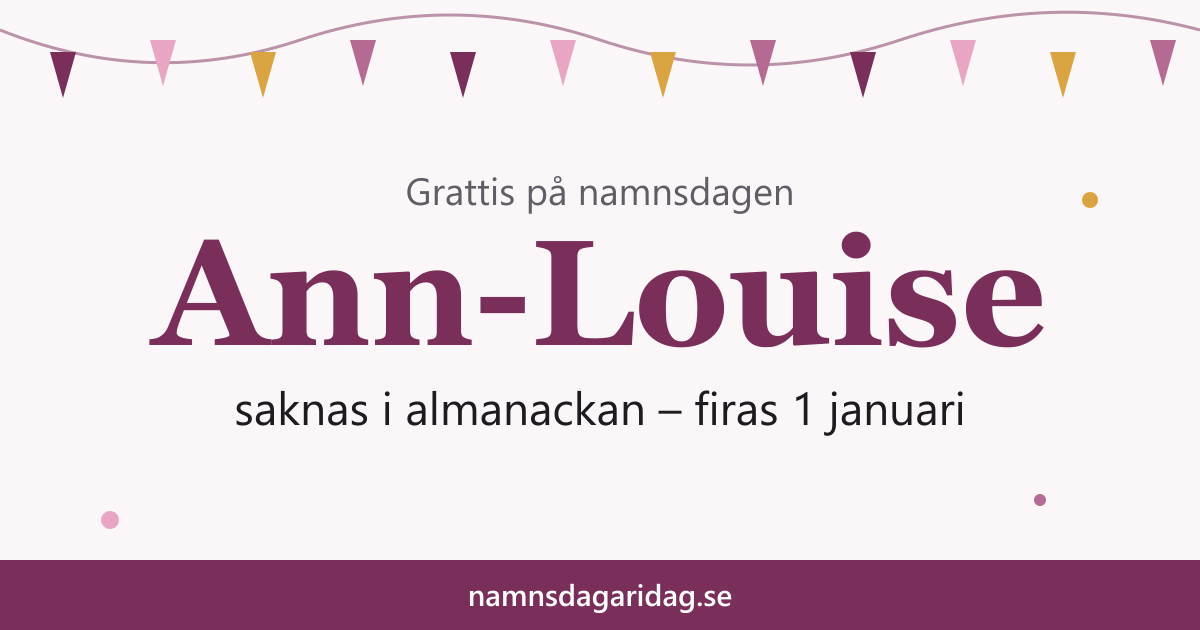 Grattis på namnsdagen
Ann-Louise
saknas i almanackan – firas 1 januari
namnsdagaridag.se